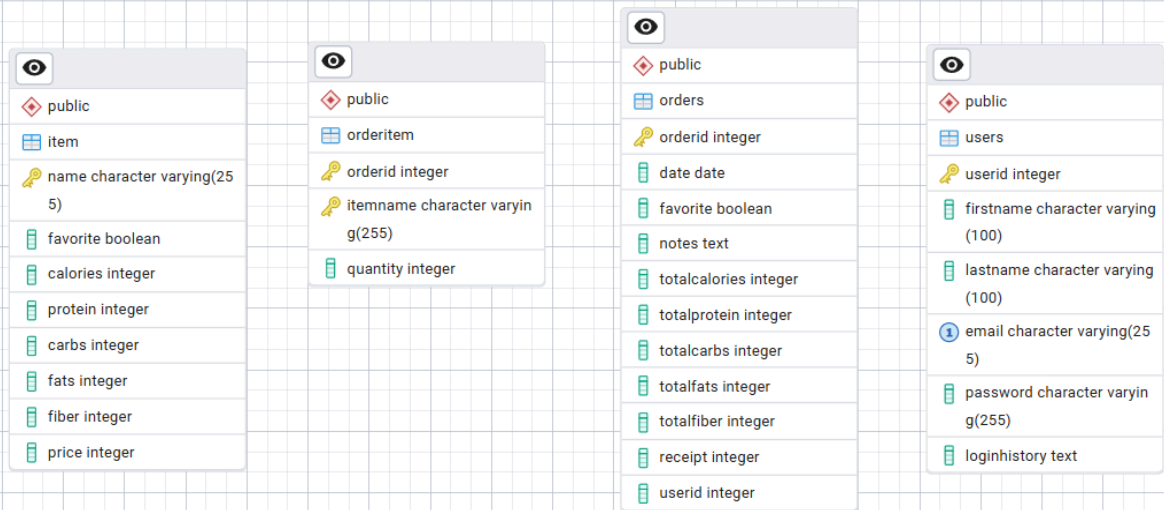 public
item
name character varying(25
5)
favorite boolean
calories integer
protein integer
carbs integer
fats integer
fiber integer
price integer
public
orderitem
orderid integer
itemname character varyin
g(255)
quantity integer
public
orders
orderid integer
date date
favorite boolean
notes text
totalcalories integer
totalprotein integer
totalcarbs integer
totalfats integer
totalfiber integer
receipt integer
userid integer
public
users
userid integer
firstname character varying
(100)
lastname character varying
(100)
1
email character varying(25
5)
password character varyin
g(255)
loginhistory text